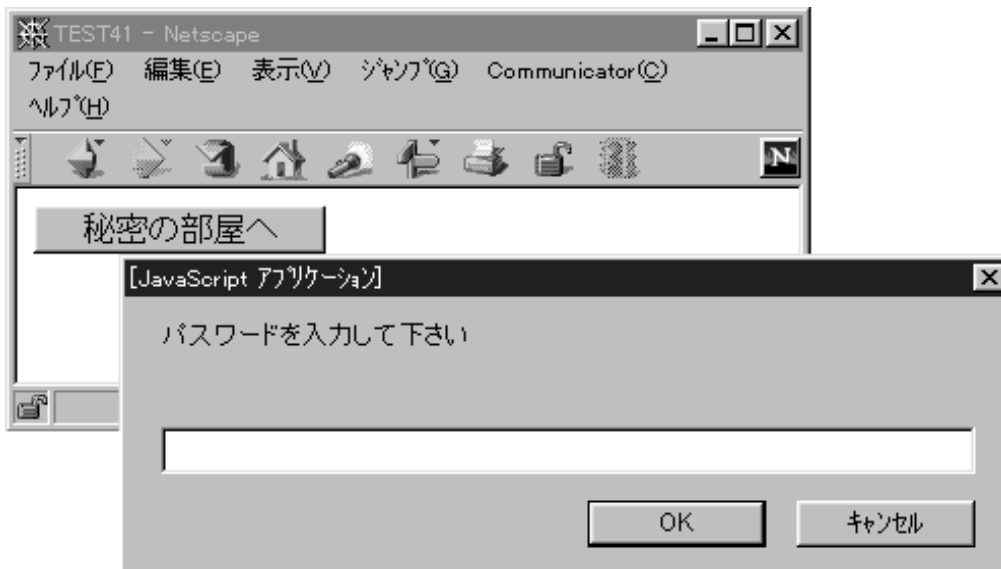 TEST41 - Netscape
ファイル(F) 編集(E) 表示(V) ジャンプ(G) Communicator(C)
ヘルプ(H)
N
秘密の部屋へ
[JavaScript アプリケーション]
パスワードを入力して下さい
OK キャンセル